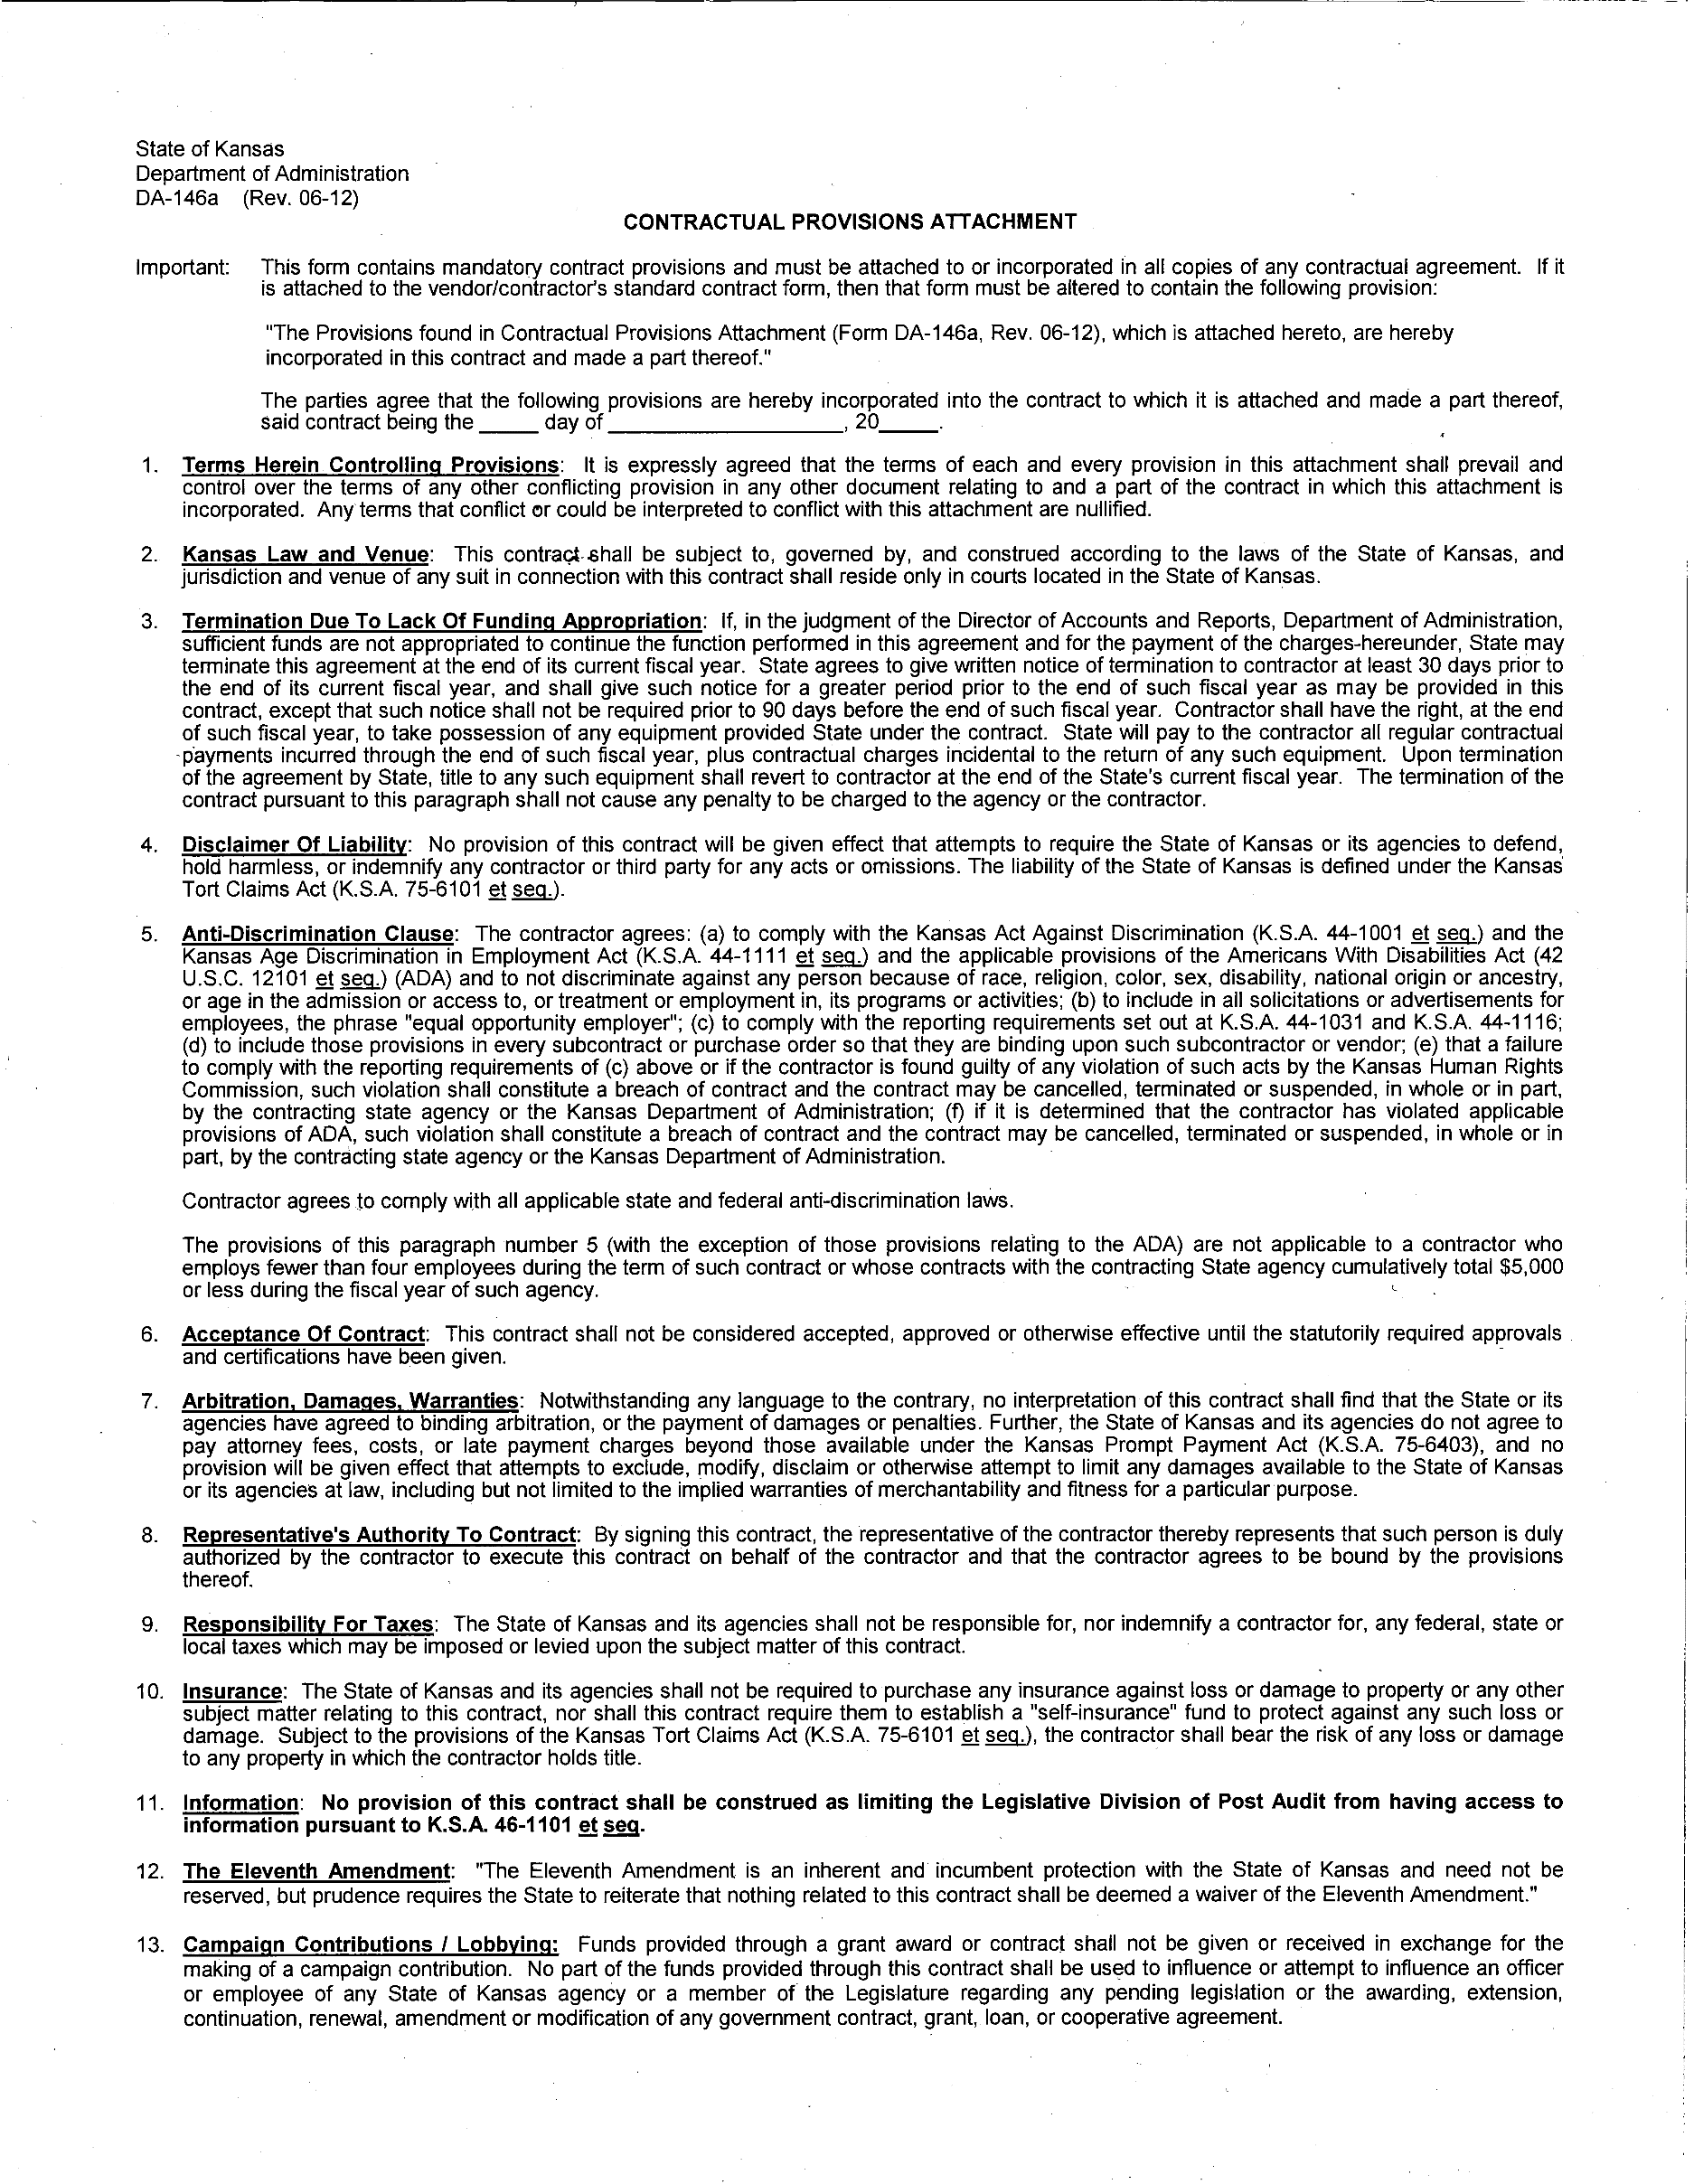 State of Kansas
Department of Administration
DA-146a (Rev. 06-12)
CONTRACTUAL PROVISIONS ATTACHMENT
Important: This form contains mandatory contract provisions and must be attached to or incorporated in all copies of any contractual agreement. If it
is attached to the vendor/contractor's standard contract form, then that form must be altered to contain the following provision:
"The Provisions found in Contractual Provisions Attachment (Form DA-146a, Rev. 06-12), which is attached hereto, are hereby
incorporated in this contract and made a part thereof."
The parties agree that the following provisions are hereby incorporated into the contract to which it is attached and made a part thereof,
said contract being the _____ day of ____________________, 20_____.
1. Terms Herein Controlling Provisions: It is expressly agreed that the terms of each and every provision in this attachment shall prevail and
control over the terms of any other conflicting provision in any other document relating to and a part of the contract in which this attachment is
incorporated. Any terms that conflict or could be interpreted to conflict with this attachment are nullified.
2. Kansas Law and Venue: This contract shall be subject to, governed by, and construed according to the laws of the State of Kansas, and
jurisdiction and venue of any suit in connection with this contract shall reside only in courts located in the State of Kansas.
3. Termination Due To Lack Of Funding Appropriation: If, in the judgment of the Director of Accounts and Reports, Department of Administration,
sufficient funds are not appropriated to continue the function performed in this agreement and for the payment of the charges-hereunder, State may
terminate this agreement at the end of its current fiscal year. State agrees to give written notice of termination to contractor at least 30 days prior to
the end of its current fiscal year, and shall give such notice for a greater period prior to the end of such fiscal year as may be provided in this
contract, except that such notice shall not be required prior to 90 days before the end of such fiscal year. Contractor shall have the right, at the end
of such fiscal year, to take possession of any equipment provided State under the contract. State will pay to the contractor all regular contractual
payments incurred through the end of such fiscal year, plus contractual charges incidental to the return of any such equipment. Upon termination
of the agreement by State, title to any such equipment shall revert to contractor at the end of the State's current fiscal year. The termination of the
contract pursuant to this paragraph shall not cause any penalty to be charged to the agency or the contractor.
4. Disclaimer Of Liability: No provision of this contract will be given effect that attempts to require the State of Kansas or its agencies to defend,
hold harmless, or indemnify any contractor or third party for any acts or omissions. The liability of the State of Kansas is defined under the Kansas
Tort Claims Act (K.S.A. 75-6101 et seq.).
5. Anti-Discrimination Clause: The contractor agrees: (a) to comply with the Kansas Act Against Discrimination (K.S.A. 44-1001 et seq.) and the
Kansas Age Discrimination in Employment Act (K.S.A. 44-1111 et seq.) and the applicable provisions of the Americans With Disabilities Act (42
U.S.C. 12101 et seq.) (ADA) and to not discriminate against any person because of race, religion, color, sex, disability, national origin or ancestry,
or age in the admission or access to, or treatment or employment in, its programs or activities; (b) to include in all solicitations or advertisements for
employees, the phrase "equal opportunity employer"; (c) to comply with the reporting requirements set out at K.S.A. 44-1031 and K.S.A. 44-1116;
(d) to include those provisions in every subcontract or purchase order so that they are binding upon such subcontractor or vendor; (e) that a failure
to comply with the reporting requirements of (c) above or if the contractor is found guilty of any violation of such acts by the Kansas Human Rights
Commission, such violation shall constitute a breach of contract and the contract may be cancelled, terminated or suspended, in whole or in part,
by the contracting state agency or the Kansas Department of Administration; (f) if it is determined that the contractor has violated applicable
provisions of ADA, such violation shall constitute a breach of contract and the contract may be cancelled, terminated or suspended, in whole or in
part, by the contracting state agency or the Kansas Department of Administration.
Contractor agrees to comply with all applicable state and federal anti-discrimination laws.
The provisions of this paragraph number 5 (with the exception of those provisions relating to the ADA) are not applicable to a contractor who
employs fewer than four employees during the term of such contract or whose contracts with the contracting State agency cumulatively total $5,000
or less during the fiscal year of such agency.
6. Acceptance Of Contract: This contract shall not be considered accepted, approved or otherwise effective until the statutorily required approvals
and certifications have been given.
7. Arbitration, Damages, Warranties: Notwithstanding any language to the contrary, no interpretation of this contract shall find that the State or its
agencies have agreed to binding arbitration, or the payment of damages or penalties. Further, the State of Kansas and its agencies do not agree to
pay attorney fees, costs, or late payment charges beyond those available under the Kansas Prompt Payment Act (K.S.A. 75-6403), and no
provision will be given effect that attempts to exclude, modify, disclaim or otherwise attempt to limit any damages available to the State of Kansas
or its agencies at law, including but not limited to the implied warranties of merchantability and fitness for a particular purpose.
8. Representative's Authority To Contract: By signing this contract, the representative of the contractor thereby represents that such person is duly
authorized by the contractor to execute this contract on behalf of the contractor and that the contractor agrees to be bound by the provisions
thereof.
9. Responsibility For Taxes: The State of Kansas and its agencies shall not be responsible for, nor indemnify a contractor for, any federal, state or
local taxes which may be imposed or levied upon the subject matter of this contract.
10. Insurance: The State of Kansas and its agencies shall not be required to purchase any insurance against loss or damage to property or any other
subject matter relating to this contract, nor shall this contract require them to establish a "self-insurance" fund to protect against any such loss or
damage. Subject to the provisions of the Kansas Tort Claims Act (K.S.A. 75-6101 et seq.), the contractor shall bear the risk of any loss or damage
to any property in which the contractor holds title.
11. Information: No provision of this contract shall be construed as limiting the Legislative Division of Post Audit from having access to
information pursuant to K.S.A. 46-1101 et seq.
12. The Eleventh Amendment: "The Eleventh Amendment is an inherent and incumbent protection with the State of Kansas and need not be
reserved, but prudence requires the State to reiterate that nothing related to this contract shall be deemed a waiver of the Eleventh Amendment."
13. Campaign Contributions / Lobbying: Funds provided through a grant award or contract shall not be given or received in exchange for the
making of a campaign contribution. No part of the funds provided through this contract shall be used to influence or attempt to influence an officer
or employee of any State of Kansas agency or a member of the Legislature regarding any pending legislation or the awarding, extension,
continuation, renewal, amendment or modification of any government contract, grant, loan, or cooperative agreement.